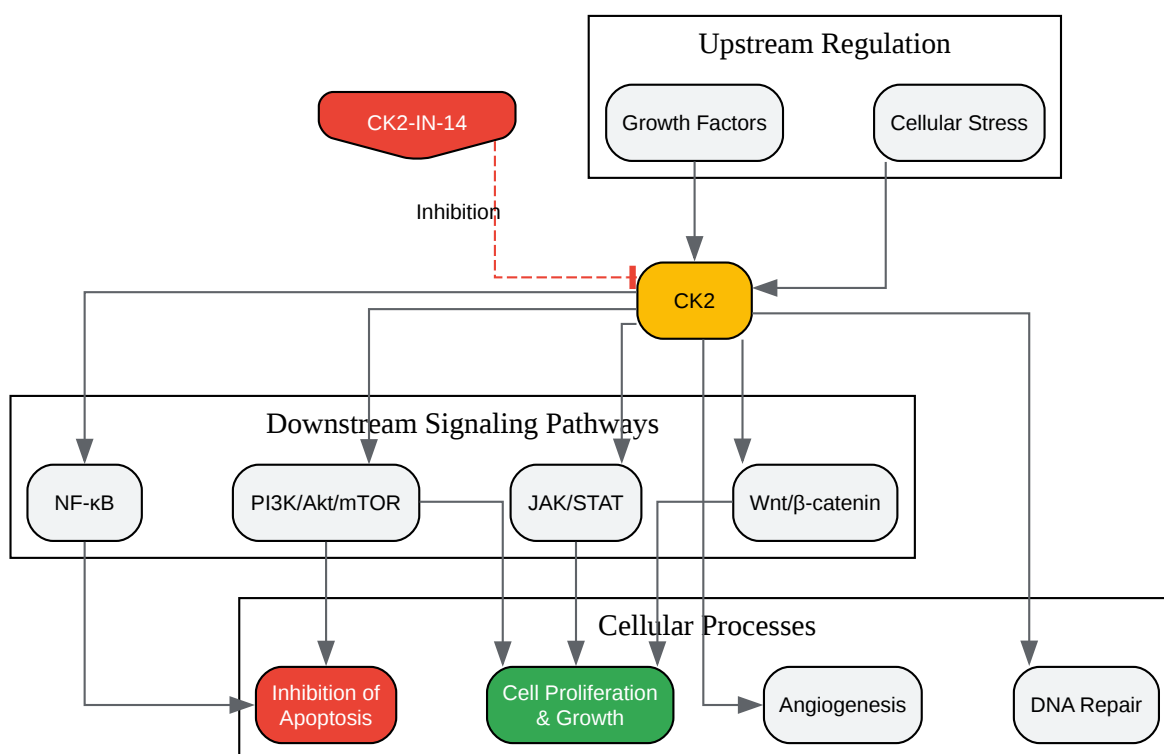 Upstream Regulation
CK2-IN-14
Growth Factors
Cellular Stress
Inhibition
CK2
Downstream Signaling Pathways
NF-κB
PI3K/Akt/mTOR
JAK/STAT
Wnt/β-catenin
Cellular Processes
Inhibition of
Apoptosis
Cell Proliferation
& Growth
Angiogenesis
DNA Repair